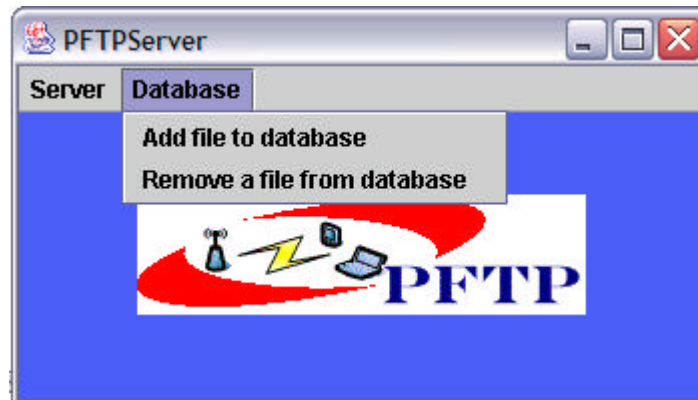 PFTPServer
Server Database
Add file to database
Remove a file from database
PFTP